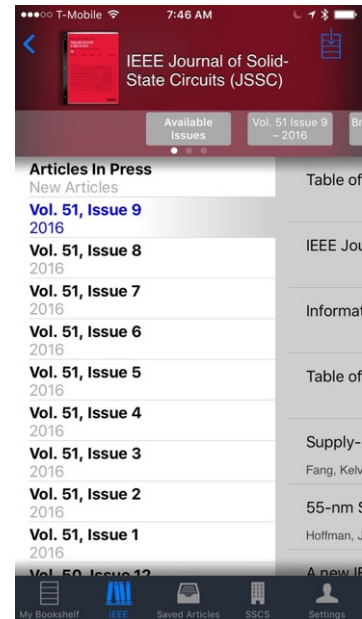 T-Mobile 7:46 AM
IEEE Journal of Solid-
State Circuits (JSSC)
Available
Issues
Vol. 51 Issue 9
– 2016
Br
Articles In Press
New Articles
Vol. 51, Issue 9
2016
Vol. 51, Issue 8
2016
Vol. 51, Issue 7
2016
Vol. 51, Issue 6
2016
Vol. 51, Issue 5
2016
Vol. 51, Issue 4
2016
Vol. 51, Issue 3
2016
Vol. 51, Issue 2
2016
Vol. 51, Issue 1
2016
Vol. 50, Issue 12
Table of
IEEE Jou
Informat
Table of
Supply-
Fang, Kelv
55-nm S
Hoffman, J
A new IE
My Bookshelf
IEEE
Saved Articles
SSCS
Settings